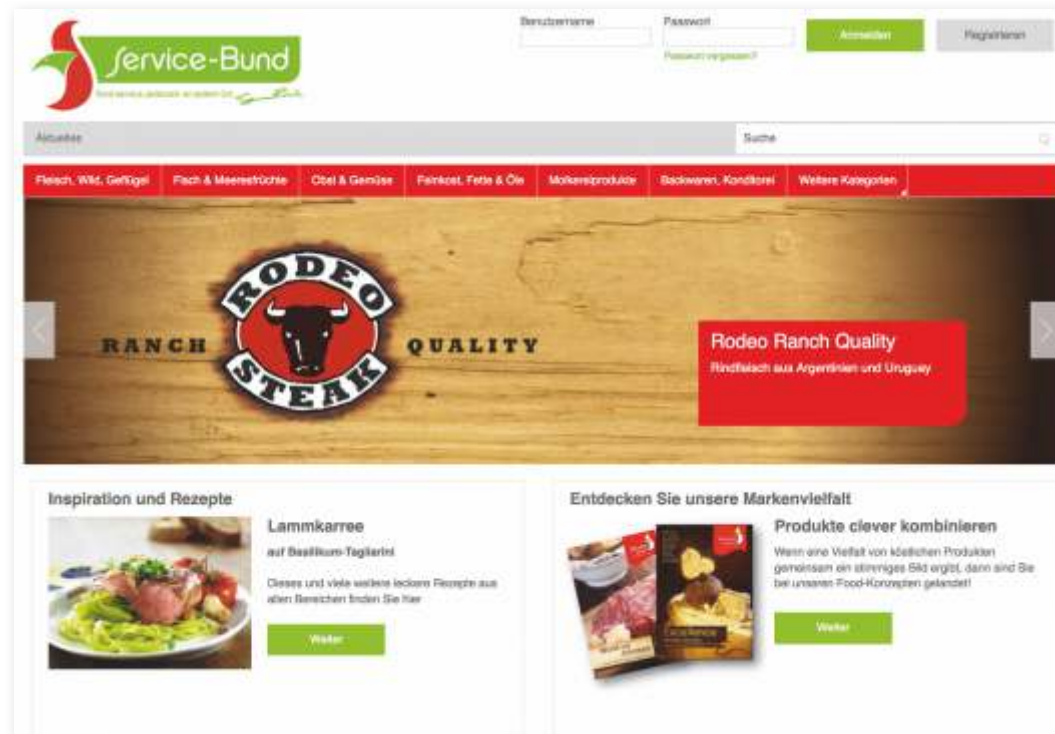 Benutzername
Passwort
Anmelden
Registrieren
Passwort vergessen?
Service-Bund
Aktuelles
Suche
Fleisch, Wild, Geflügel
Fisch & Meeresfrüchte
Obst & Gemüse
Feinkost, Fette & Öle
Molkereiprodukte
Backwaren, Konditorei
Weitere Kategorien
RODEO
RANCH
QUALITY
STEAK
Rodeo Ranch Quality
Rindfleisch aus Argentinien und Uruguay
Inspiration und Rezepte
Lammkarree
auf Basilikum-Tagliarini
Dieses und viele weitere leckere Rezepte aus
allen Bereichen finden Sie hier
Weiter
Entdecken Sie unsere Markenvielfalt
Produkte clever kombinieren
Wenn eine Vielfalt von köstlichen Produkten
gemeinsam ein stimmiges Bild ergibt, dann sind Sie
bei unseren Food-Konzepten gelandet!
Weiter